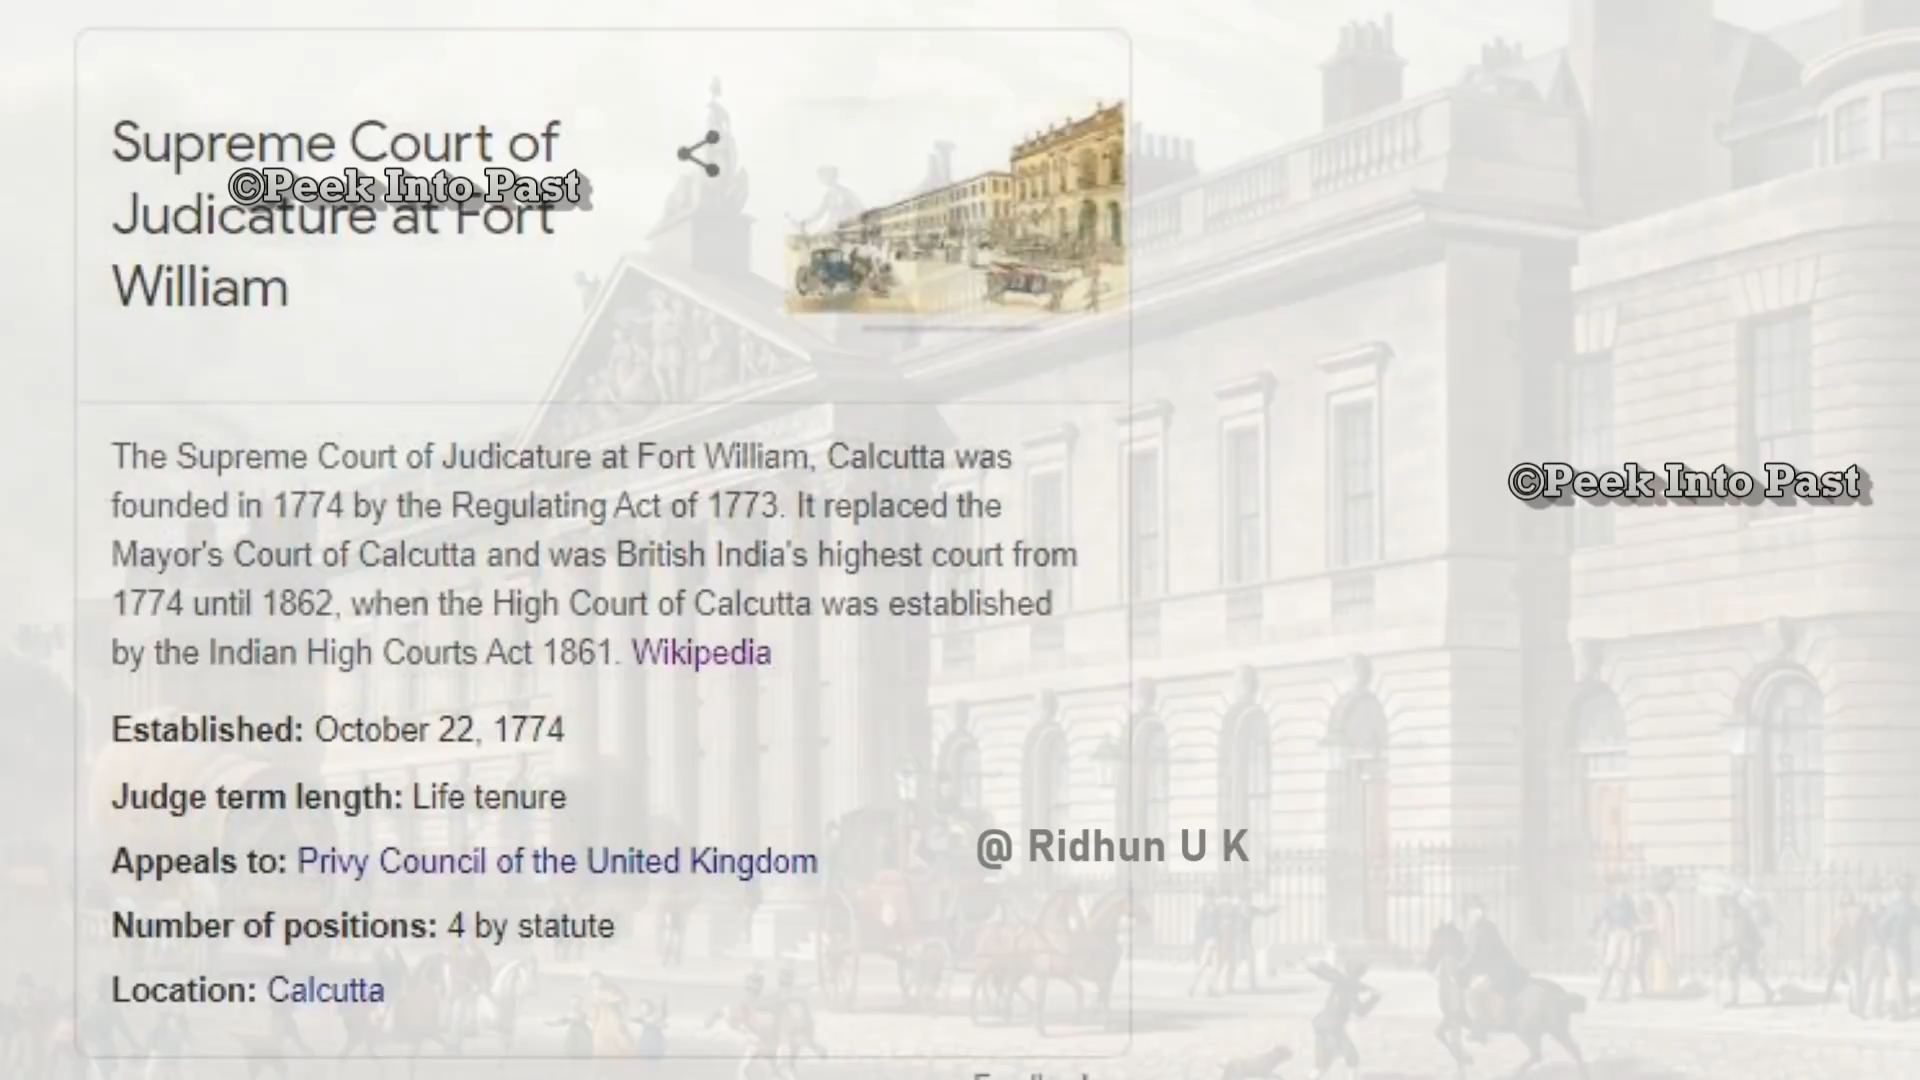 Supreme Court of
©Peek Into Past
Judicature at Fort
William
The Supreme Court of Judicature at Fort William, Calcutta was
founded in 1774 by the Regulating Act of 1773. It replaced the
Mayor's Court of Calcutta and was British India's highest court from
1774 until 1862, when the High Court of Calcutta was established
by the Indian High Courts Act 1861. Wikipedia
©Peek Into Past
Established: October 22, 1774
Judge term length: Life tenure
@ Ridhun U K
Appeals to: Privy Council of the United Kingdom
Number of positions: 4 by statute
Location: Calcutta